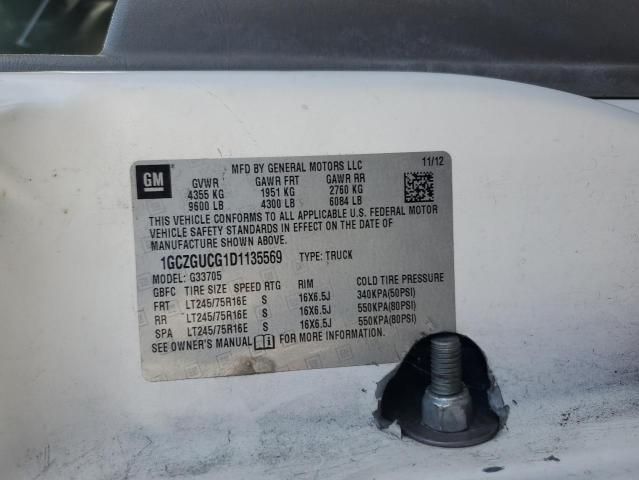 GM
MFD BY GENERAL MOTORS LLC 11/12
GVWR GAWR FRT GAWR RR
4355 KG 1951 KG 2760 KG
9600 LB 4300 LB 6084 LB
THIS VEHICLE CONFORMS TO ALL APPLICABLE U.S. FEDERAL MOTOR
VEHICLE SAFETY STANDARDS IN EFFECT ON THE DATE OF
MANUFACTURE SHOWN ABOVE.
1GCZGUCG1D1135569 TYPE: TRUCK
MODEL: G33705
GBFC TIRE SIZE SPEED RTG RIM COLD TIRE PRESSURE
FRT LT245/75R16E S 16X6.5J 340KPA(50PSI)
RR LT245/75R16E S 16X6.5J 550KPA(80PSI)
SPA LT245/75R16E S 16X6.5J 550KPA(80PSI)
SEE OWNER'S MANUAL FOR MORE INFORMATION.